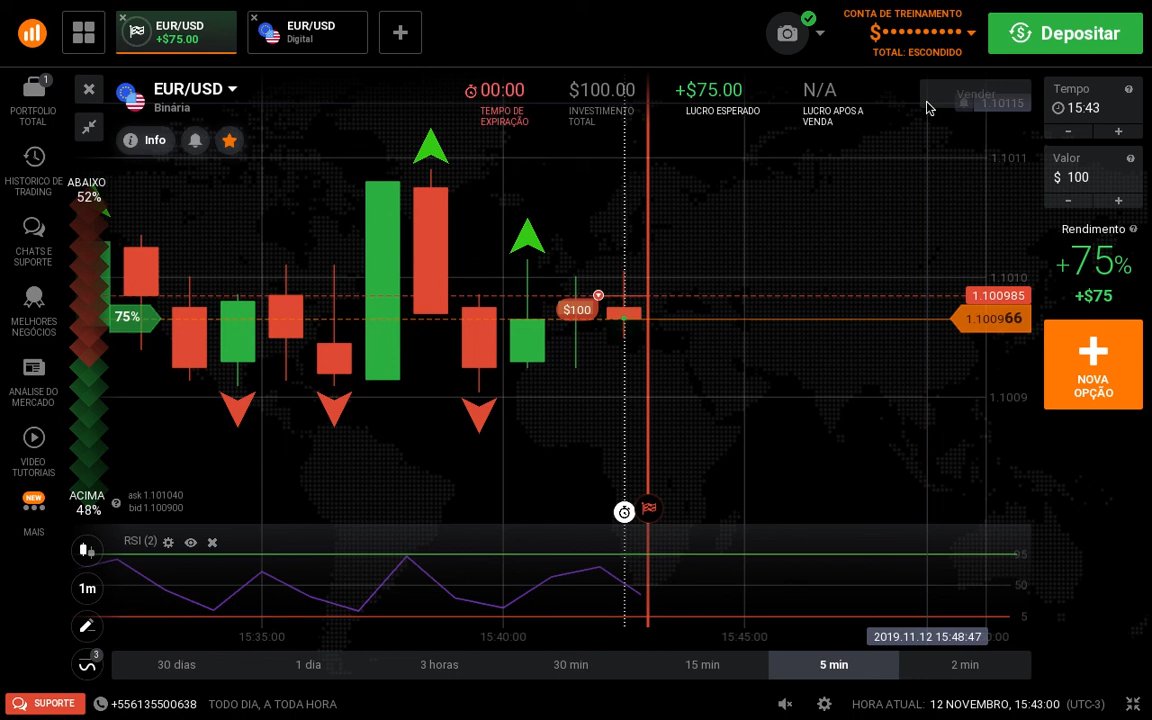 EUR/USD
+$75.00
EUR/USD
Digital
CONTA DE TREINAMENTO
$••••••••••
TOTAL: ESCONDIDO
Depositar
1
PORTFOLIO
TOTAL
HISTÓRICO DE
TRADING
CHATS E
SUPORTE
MELHORES
NEGÓCIOS
ANALISE DO
MERCADO
VÍDEO
TUTORIAIS
NEW
MAIS
EUR/USD
Binária
Info
00:00
TEMPO DE
EXPIRAÇÃO
$100.00
INVESTIMENTO
TOTAL
+$75.00
LUCRO ESPERADO
N/A
LUCRO APÓS A
VENDA
Vender
1.10115
Tempo
15:43
-
+
Valor
$ 100
-
+
Rendimento
+75%
+$75
NOVA
OPÇÃO
ABAIXO
52%
75%
$100
1.1011
1.1010
1.100985
1.100966
1.1009
ACIMA
48%
ask 1.101040
bid 1.100900
RSI (2)
95
50
5
1m
3
15:35:00
15:40:00
15:45:00
2019.11.12 15:48:47
30 dias
1 dia
3 horas
30 min
15 min
5 min
2 min
SUPORTE
+556135500638
TODO DIA, A TODA HORA
HORA ATUAL: 12 NOVEMBRO, 15:43:00 (UTC-3)